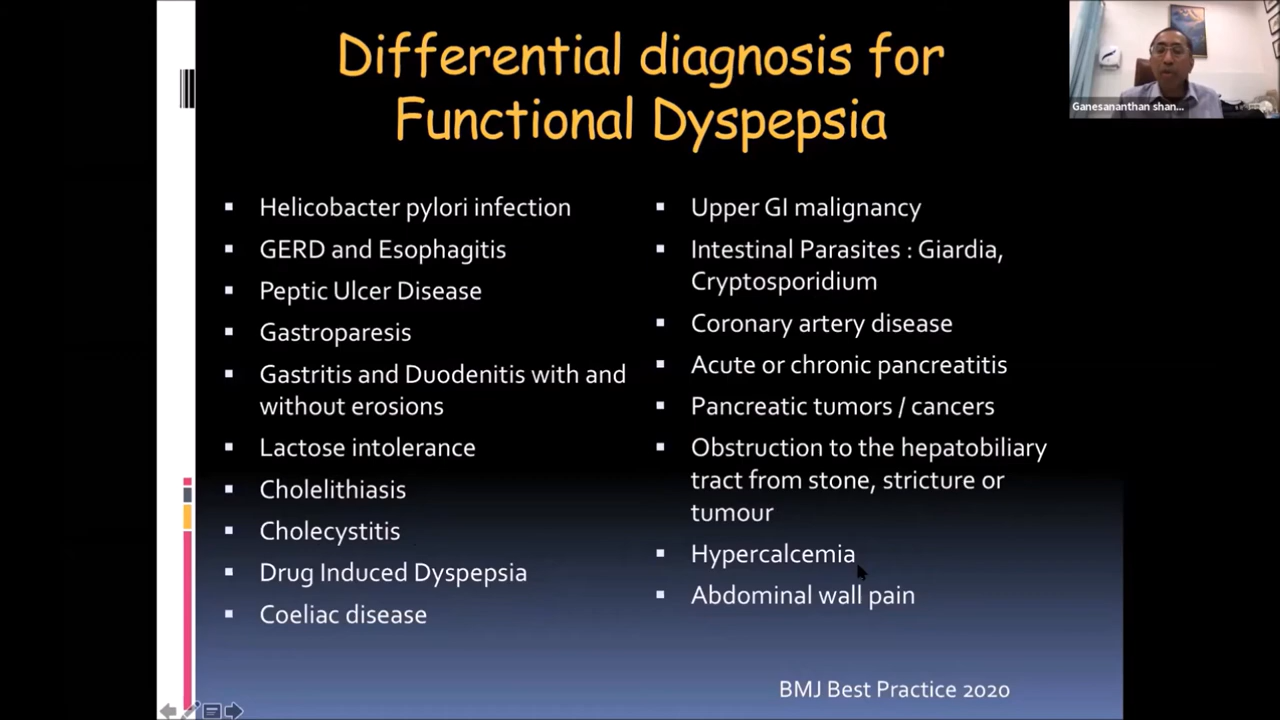 Differential diagnosis for
Functional Dyspepsia
Helicobacter pylori infection
GERD and Esophagitis
Peptic Ulcer Disease
Gastroparesis
Gastritis and Duodenitis with and
without erosions
Lactose intolerance
Cholelithiasis
Cholecystitis
Drug Induced Dyspepsia
Coeliac disease
Upper GI malignancy
Intestinal Parasites : Giardia,
Cryptosporidium
Coronary artery disease
Acute or chronic pancreatitis
Pancreatic tumors / cancers
Obstruction to the hepatobiliary
tract from stone, stricture or
tumour
Hypercalcemia
Abdominal wall pain
BMJ Best Practice 2020
Ganesananthan shan...